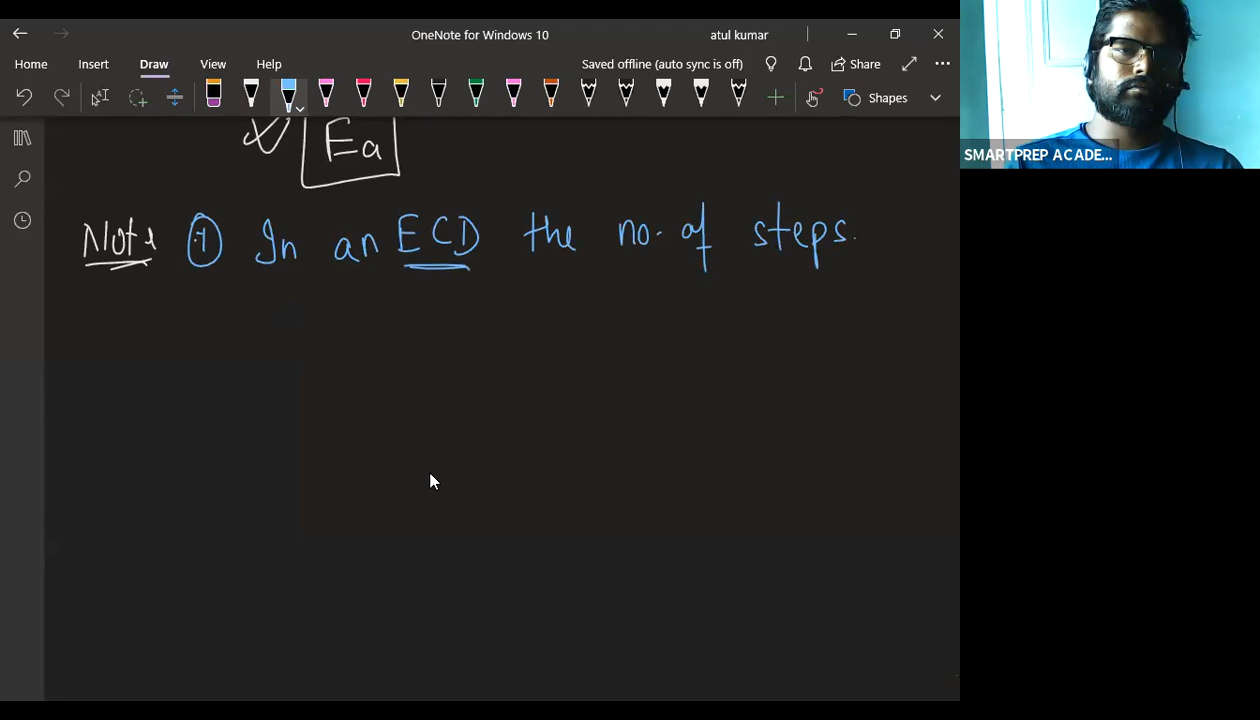 OneNote for Windows 10
atul kumar
Home Insert Draw View Help
Saved offline (auto sync is off)
Share
Shapes
SMARTPREP ACADE...
Ea
Note ① In an ECD the no. of steps.